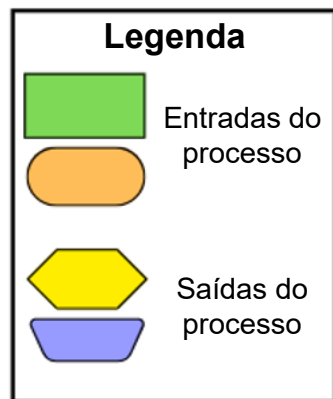 Legenda
Entradas do
processo
Saídas do
processo